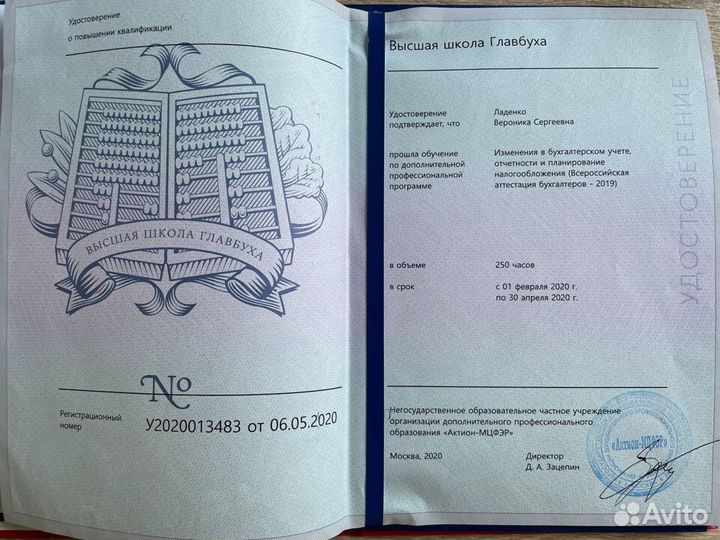 Удостоверение
о повышении квалификации
ВЫСШАЯ ШКОЛА ГЛАВБУХА
№
Регистрационный
номер
У2020013483 от 06.05.2020
Высшая школа Главбуха
Удостоверение
подтверждает, что
Ладенко
Вероника Сергеевна
прошла обучение
по дополнительной
профессиональной
программе
Изменения в бухгалтерском учете,
отчетности и планирование
налогообложения (Всероссийская
аттестация бухгалтеров - 2019)
в объеме
250 часов
в срок
с 01 февраля 2020 г.
по 30 апреля 2020 г.
Негосударственное образовательное частное учреждение
организации дополнительного профессионального
образования «Актион-МЦФЭР»
Москва, 2020
Директор
Д. А. Зацепин
УДОСТОВЕРЕНИЕ
«Актион-МЦФЭР»
Avito